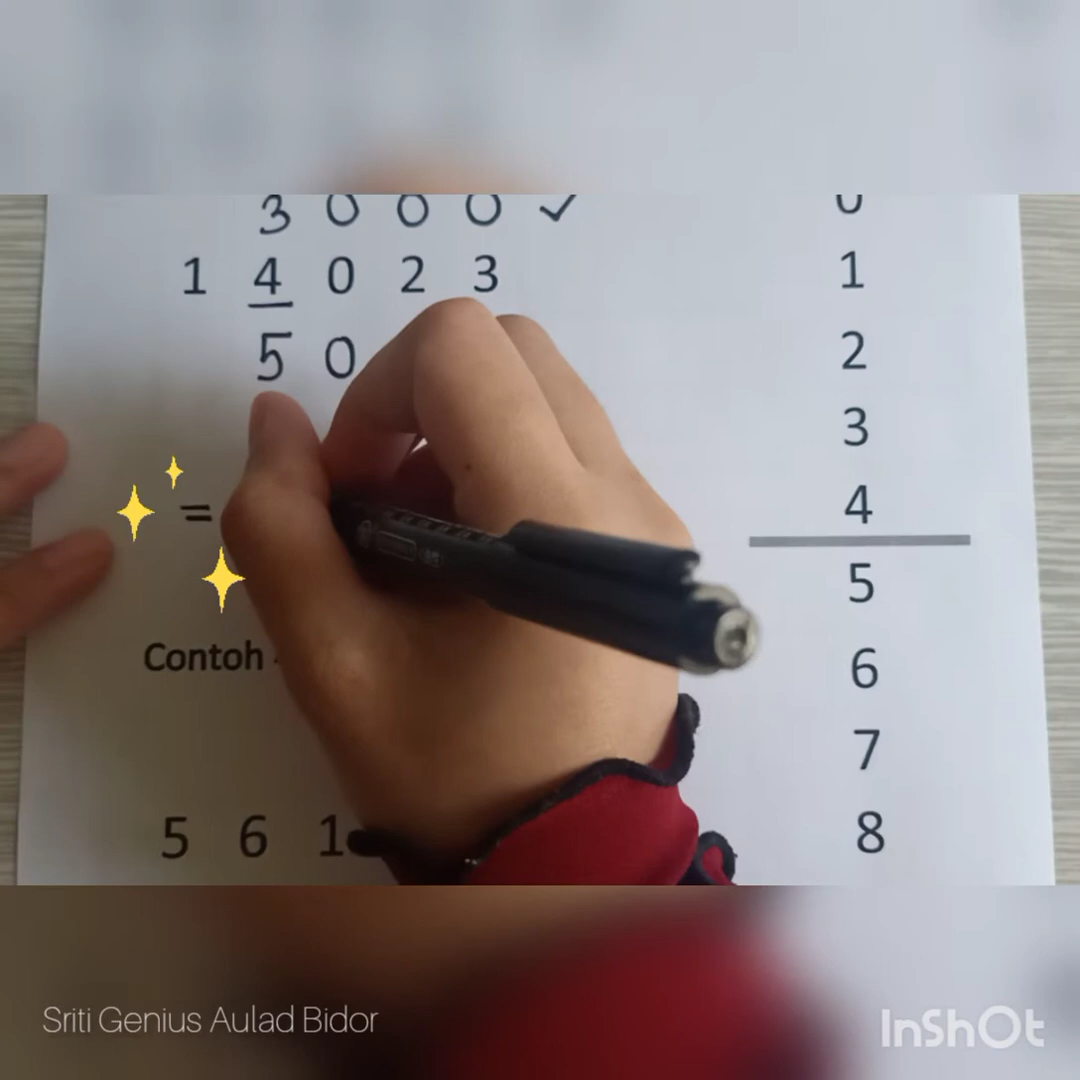 3 0 0 0 ✓
1 4 0 2 3
5 0
=
Contoh
5 6 1
0
1
2
3
4
5
6
7
8
Sriti Genius Aulad Bidor
InShOt